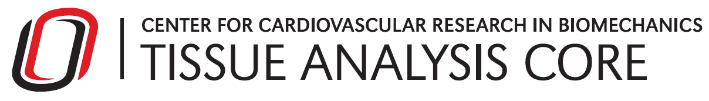 CENTER FOR CARDIOVASCULAR RESEARCH IN BIOMECHANICS
TISSUE ANALYSIS CORE